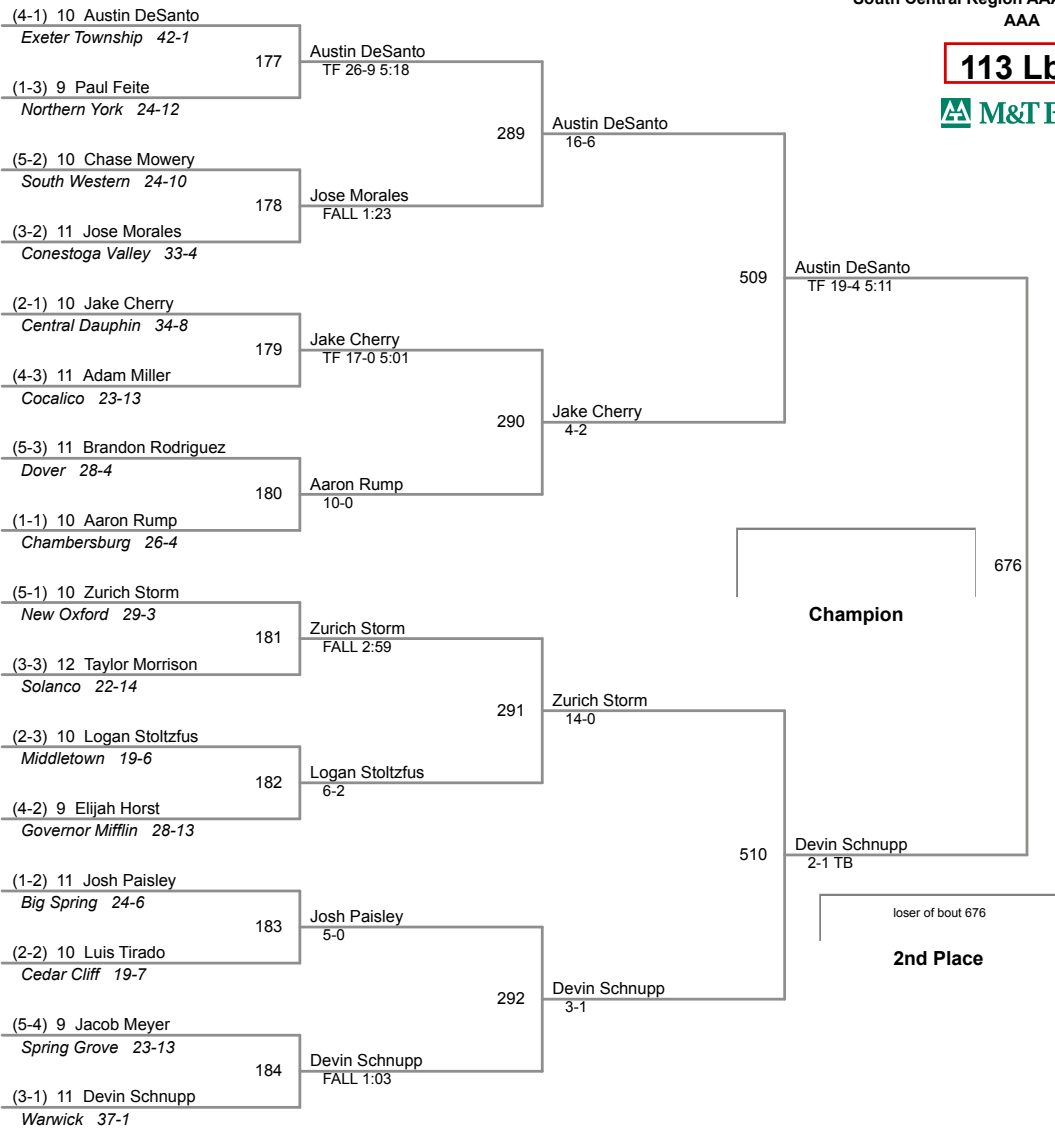 South Central Region AAA
AAA
113 Lb
M&T B
(4-1) 10 Austin DeSanto
Exeter Township 42-1
177
Austin DeSanto
TF 26-9 5:18
(1-3) 9 Paul Feite
Northern York 24-12
289
Austin DeSanto
16-6
(5-2) 10 Chase Mowery
South Western 24-10
178
Jose Morales
FALL 1:23
(3-2) 11 Jose Morales
Conestoga Valley 33-4
509
Austin DeSanto
TF 19-4 5:11
(2-1) 10 Jake Cherry
Central Dauphin 34-8
179
Jake Cherry
TF 17-0 5:01
(4-3) 11 Adam Miller
Cocalico 23-13
290
Jake Cherry
4-2
(5-3) 11 Brandon Rodriguez
Dover 28-4
180
Aaron Rump
10-0
(1-1) 10 Aaron Rump
Chambersburg 26-4
676
Champion
(5-1) 10 Zurich Storm
New Oxford 29-3
181
Zurich Storm
FALL 2:59
(3-3) 12 Taylor Morrison
Solanco 22-14
291
Zurich Storm
14-0
(2-3) 10 Logan Stoltzfus
Middletown 19-6
182
Logan Stoltzfus
6-2
(4-2) 9 Elijah Horst
Governor Mifflin 28-13
510
Devin Schnupp
2-1 TB
(1-2) 11 Josh Paisley
Big Spring 24-6
183
Josh Paisley
5-0
loser of bout 676
2nd Place
(2-2) 10 Luis Tirado
Cedar Cliff 19-7
292
Devin Schnupp
3-1
(5-4) 9 Jacob Meyer
Spring Grove 23-13
184
Devin Schnupp
FALL 1:03
(3-1) 11 Devin Schnupp
Warwick 37-1